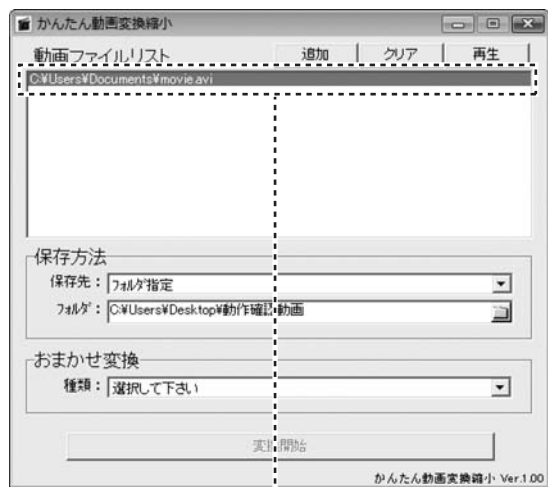 かんたん動画変換縮小
動画ファイルリスト 追加 クリア 再生
C:¥Users¥Documents¥movie.avi
保存方法
保存先： フォルダ指定
フォルダ： C:¥Users¥Desktop¥動作確認動画
おまかせ変換
種類： 選択して下さい
変換開始
かんたん動画変換縮小 Ver.1.00